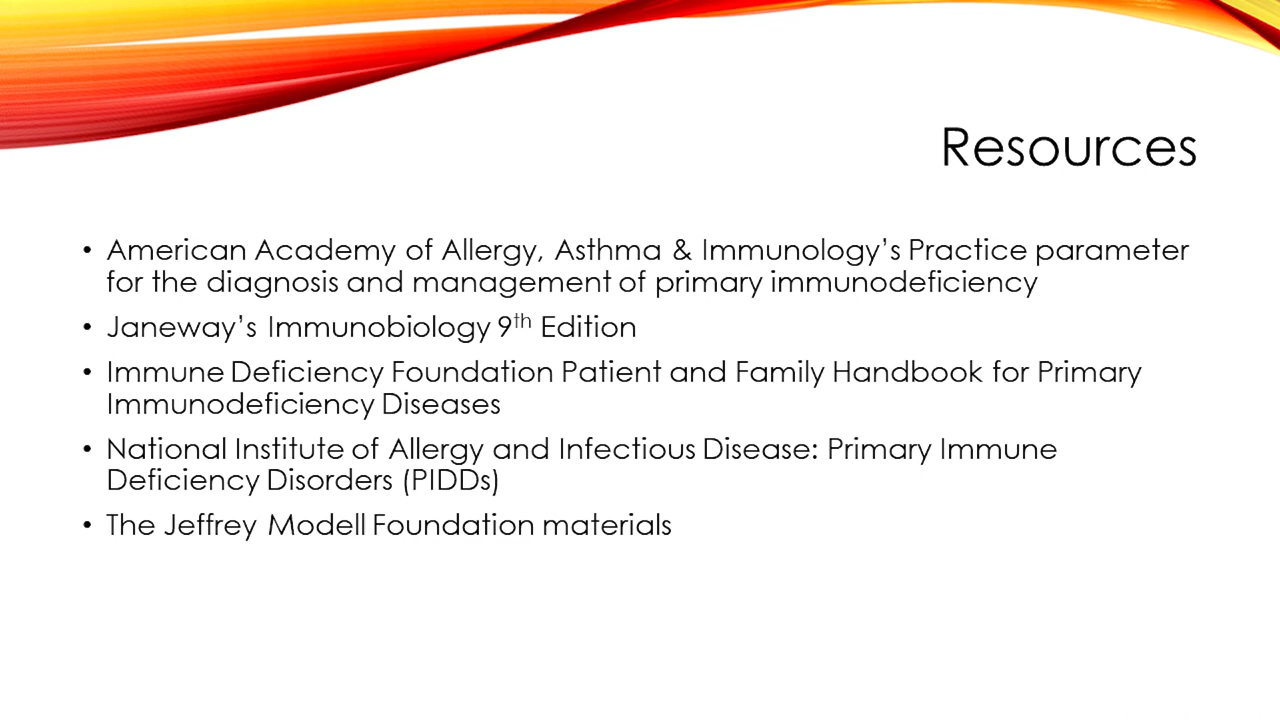 Resources
• American Academy of Allergy, Asthma & Immunology’s Practice parameter
for the diagnosis and management of primary immunodeficiency
• Janeway’s Immunobiology 9th Edition
• Immune Deficiency Foundation Patient and Family Handbook for Primary
Immunodeficiency Diseases
• National Institute of Allergy and Infectious Disease: Primary Immune
Deficiency Disorders (PIDDs)
• The Jeffrey Modell Foundation materials